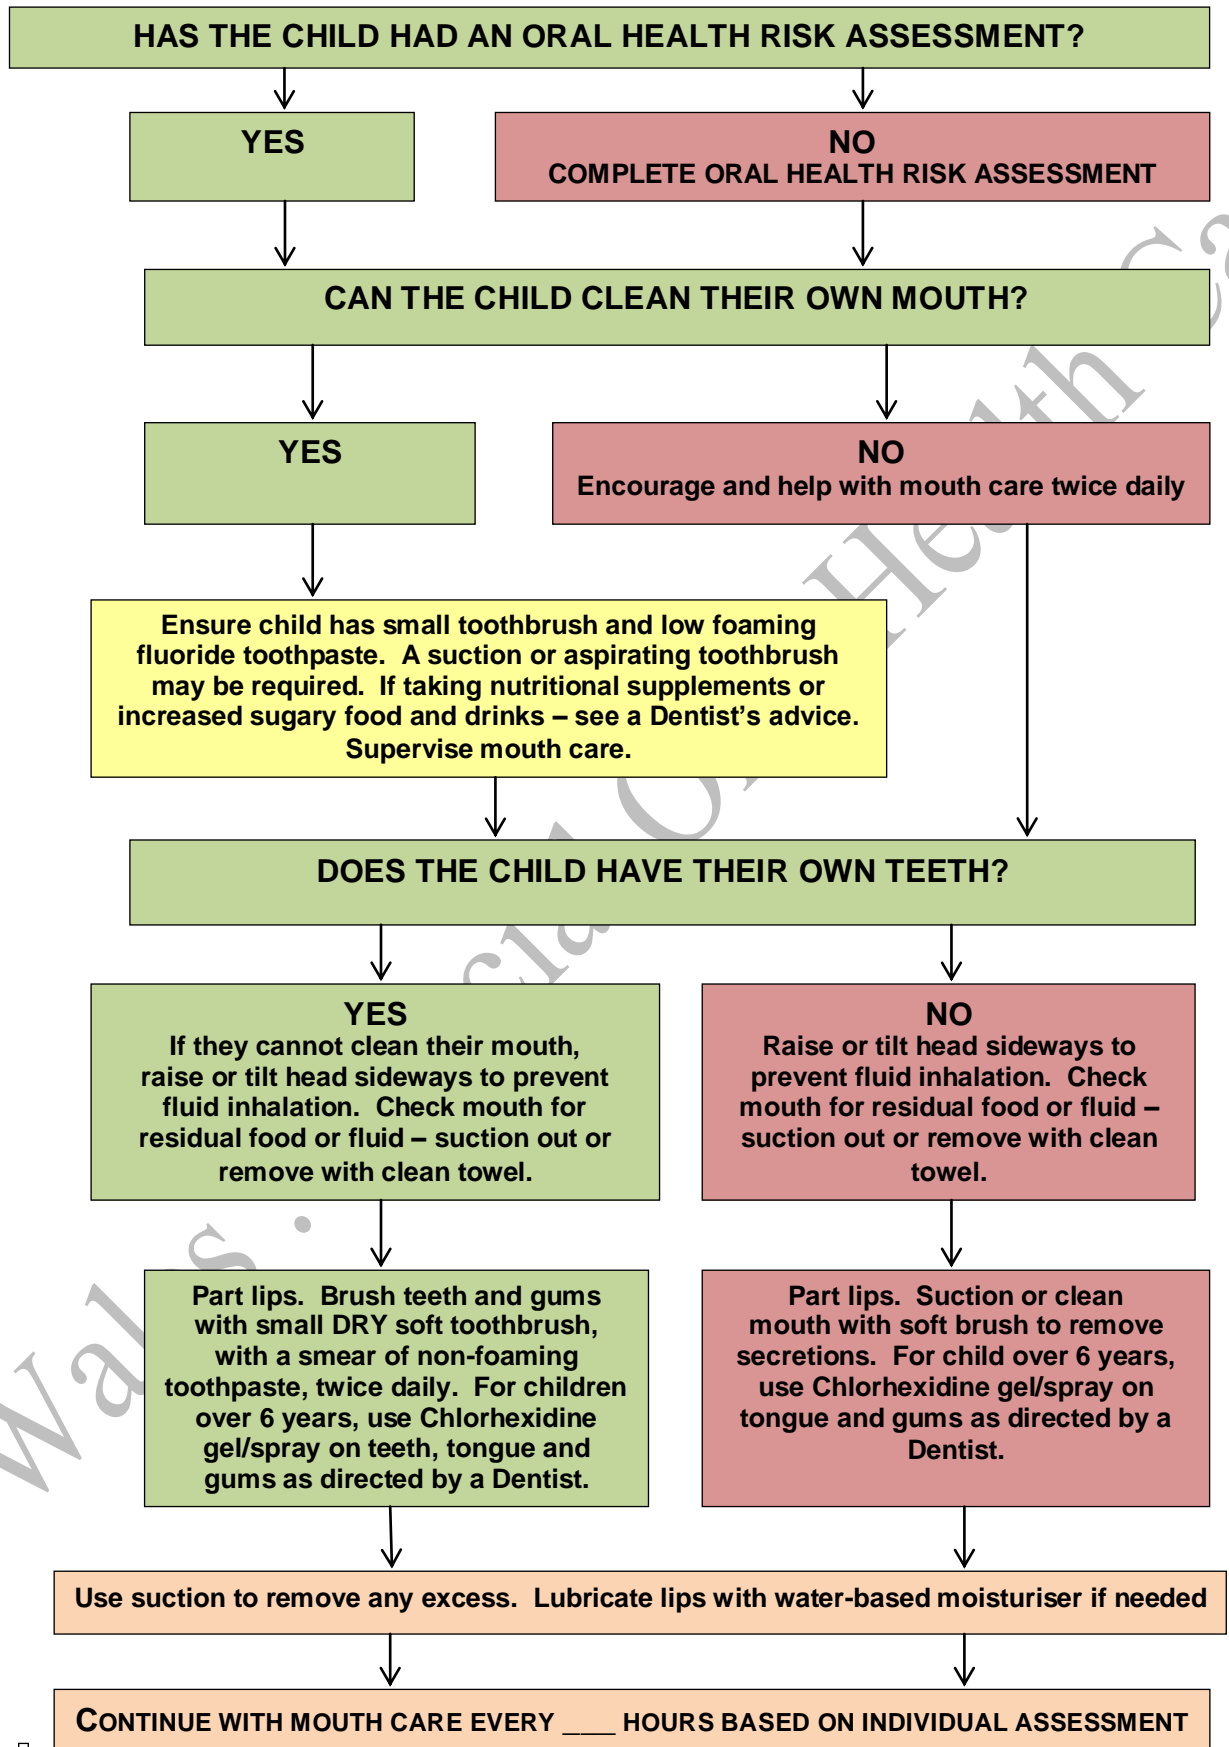 HAS THE CHILD HAD AN ORAL HEALTH RISK ASSESSMENT?
YES
NO
COMPLETE ORAL HEALTH RISK ASSESSMENT
CAN THE CHILD CLEAN THEIR OWN MOUTH?
YES
NO
Encourage and help with mouth care twice daily
Ensure child has small toothbrush and low foaming
fluoride toothpaste. A suction or aspirating toothbrush
may be required. If taking nutritional supplements or
increased sugary food and drinks – see a Dentist's advice.
Supervise mouth care.
DOES THE CHILD HAVE THEIR OWN TEETH?
YES
If they cannot clean their mouth,
raise or tilt head sideways to prevent
fluid inhalation. Check mouth for
residual food or fluid – suction out or
remove with clean towel.
NO
Raise or tilt head sideways to
prevent fluid inhalation. Check
mouth for residual food or fluid –
suction out or remove with clean
towel.
Part lips. Brush teeth and gums
with small DRY soft toothbrush,
with a smear of non-foaming
toothpaste, twice daily. For children
over 6 years, use Chlorhexidine
gel/spray on teeth, tongue and
gums as directed by a Dentist.
Part lips. Suction or clean
mouth with soft brush to remove
secretions. For child over 6 years,
use Chlorhexidine gel/spray on
tongue and gums as directed by a
Dentist.
Use suction to remove any excess. Lubricate lips with water-based moisturiser if needed
CONTINUE WITH MOUTH CARE EVERY ___ HOURS BASED ON INDIVIDUAL ASSESSMENT
Wales
Health